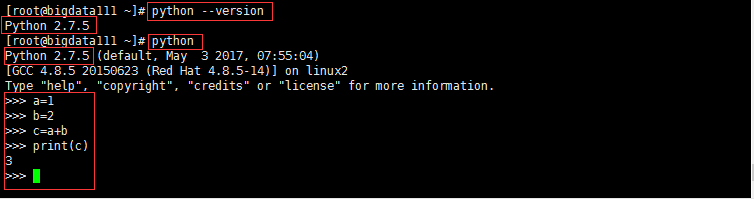 [root@bigdata111 ~]# python --version
Python 2.7.5
[root@bigdata111 ~]# python
Python 2.7.5 (default, May  3 2017, 07:55:04)
[GCC 4.8.5 20150623 (Red Hat 4.8.5-14)] on linux2
Type "help", "copyright", "credits" or "license" for more information.
>>> a=1
>>> b=2
>>> c=a+b
>>> print(c)
3
>>>